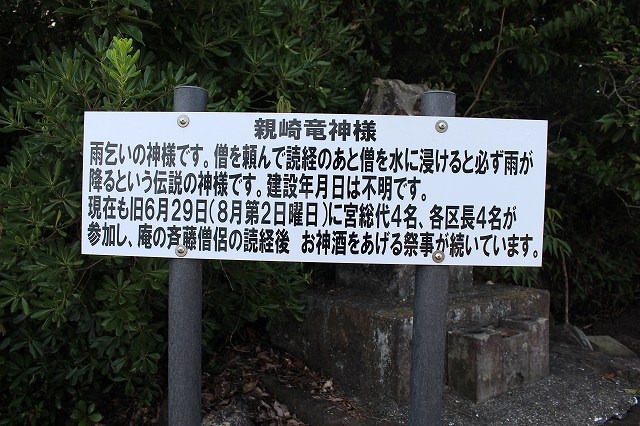 親崎竜神様
雨乞いの神様です。僧を頼んで読経のあと僧を水に浸けると必ず雨が
降るという伝説の神様です。建設年月日は不明です。
現在も旧6月29日(8月第2日曜日)に宮総代4名、各区長4名が
参加し、庵の斉藤僧侶の読経後　お神酒をあげる祭事が続いています。